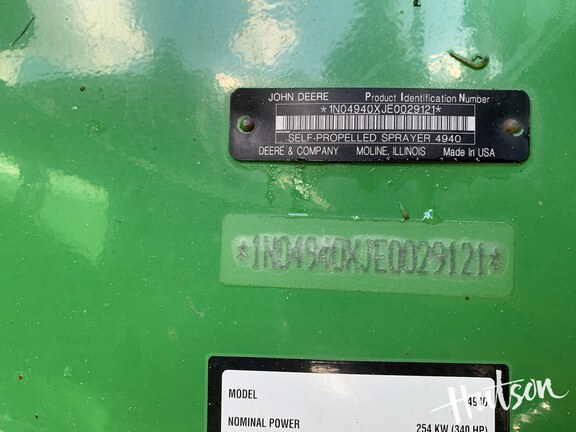 JOHN DEERE Product Identification Number
*1N04940XJE0029121*
SELF-PROPELLED SPRAYER 4940
DEERE & COMPANY MOLINE, ILLINOIS Made In USA
*1N04940XJE0029121*
MODEL 4940
NOMINAL POWER 254 KW (340 HP)
Hutson